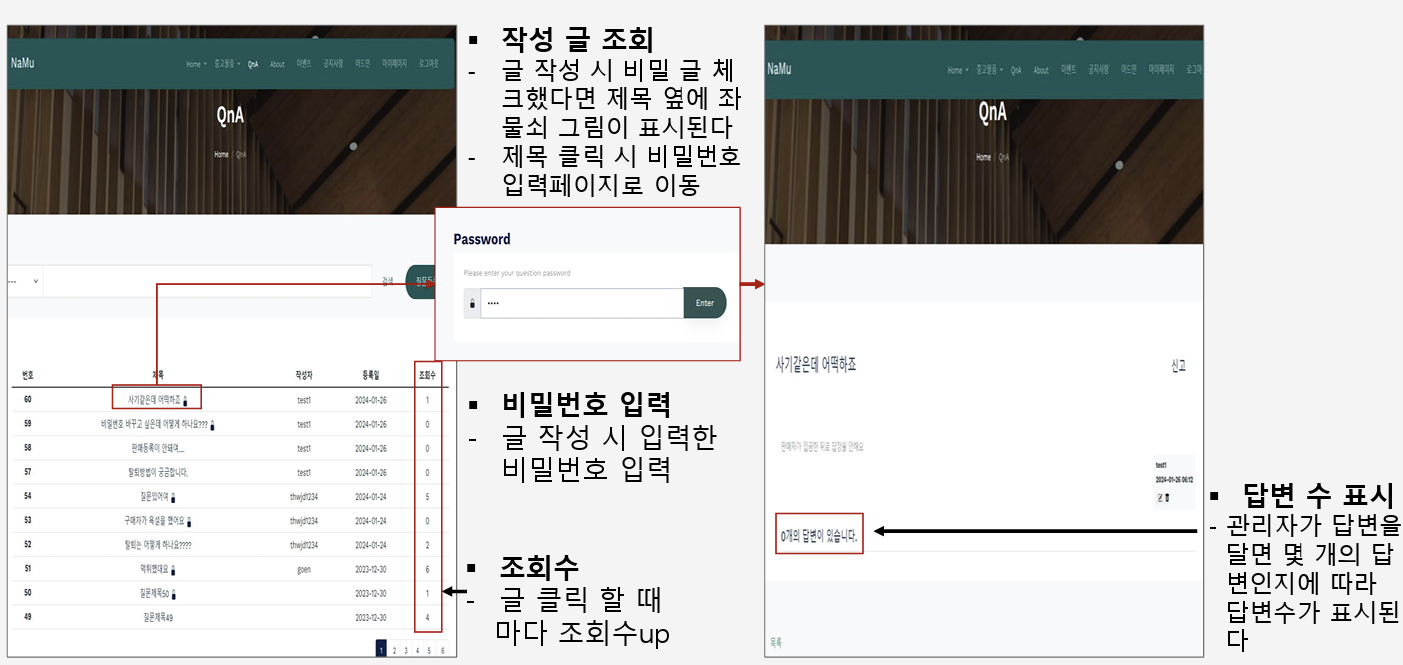 NaMu
Home 중고물품 QnA About 이벤트 공지사항 어드민 마이페이지 로그아웃
QnA
Home / QnA
검색
번호 제목 작성자 등록일 조회수
60 사기같은데 어떡하죠 test1 2024-01-26 1
59 비밀번호 바꾸고 싶은데 어떻게 하나요??? test1 2024-01-26 0
58 판매등록이 안돼여.... test1 2024-01-26 0
57 탈퇴방법이 궁금합니다. test1 2024-01-26 0
54 질문있어여 thwjd1234 2024-01-24 5
53 구매자가 욕설을 했어요 thwjd1234 2024-01-24 0
52 탈퇴는 어떻게 하나요???? thwjd1234 2024-01-24 2
51 먹튀했대요 goen 2023-12-30 6
50 질문제목50 2023-12-30 1
49 질문제목49 2023-12-30 4
1 2 3 4 5 6
▪ 작성 글 조회
- 글 작성 시 비밀 글 체
크했다면 제목 옆에 좌
물쇠 그림이 표시된다
- 제목 클릭 시 비밀번호
입력페이지로 이동
Password
Please enter your question password
•••• Enter
▪ 비밀번호 입력
- 글 작성 시 입력한
비밀번호 입력
▪ 조회수
- 글 클릭 할 때
마다 조회수up
NaMu
Home 중고물품 QnA About 이벤트 공지사항 어드민 마이페이지 로그아
QnA
Home / QnA
사기같은데 어떡하죠 신고
판매자가 입금한 뒤로 답장을 안해요
test1
2024-01-26 06:12
0개의 답변이 있습니다.
목록
▪ 답변 수 표시
- 관리자가 답변을
달면 몇 개의 답
변인지에 따라
답변수가 표시된
다